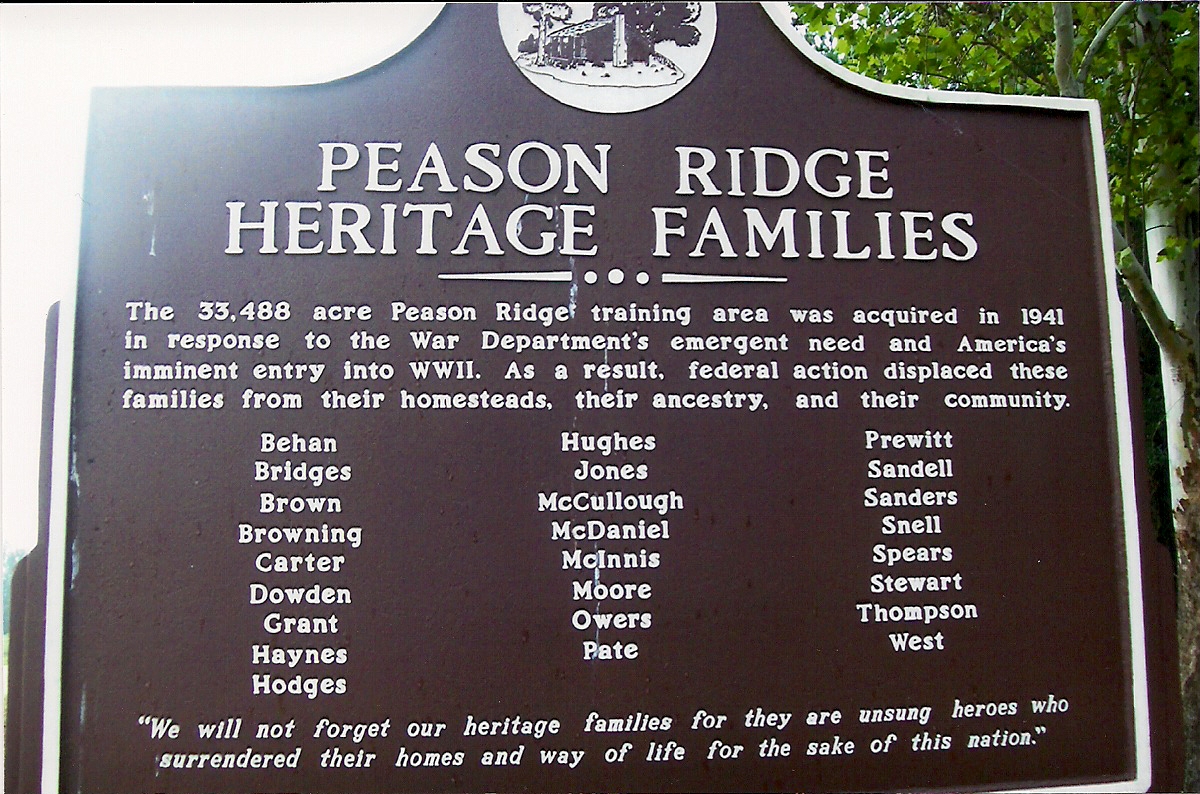 PEASON RIDGE
HERITAGE FAMILIES
The 33,488 acre Peason Ridge training area was acquired in 1941
in response to the War Department's emergent need and America's
imminent entry into WWII. As a result, federal action displaced these
families from their homesteads, their ancestry, and their community.
Behan
Bridges
Brown
Browning
Carter
Dowden
Grant
Haynes
Hodges
Hughes
Jones
McCullough
McDaniel
McInnis
Moore
Owers
Pate
Prewitt
Sandell
Sanders
Snell
Spears
Stewart
Thompson
West
"We will not forget our heritage families for they are unsung heroes who
surrendered their homes and way of life for the sake of this nation."